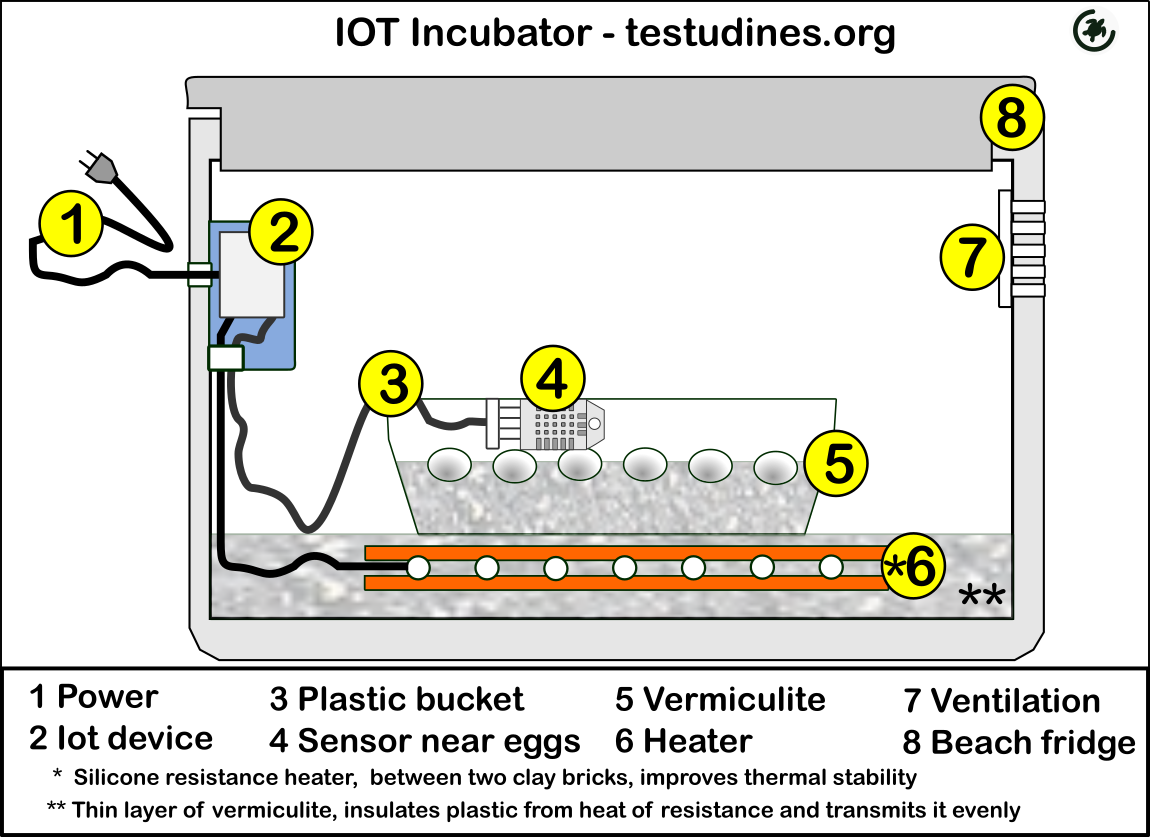 IOT Incubator - testudines.org
8
1
2
7
3
4
5
*6
**
1 Power
2 Iot device
3 Plastic bucket
4 Sensor near eggs
5 Vermiculite
6 Heater
7 Ventilation
8 Beach fridge
* Silicone resistance heater, between two clay bricks, improves thermal stability
** Thin layer of vermiculite, insulates plastic from heat of resistance and transmits it evenly